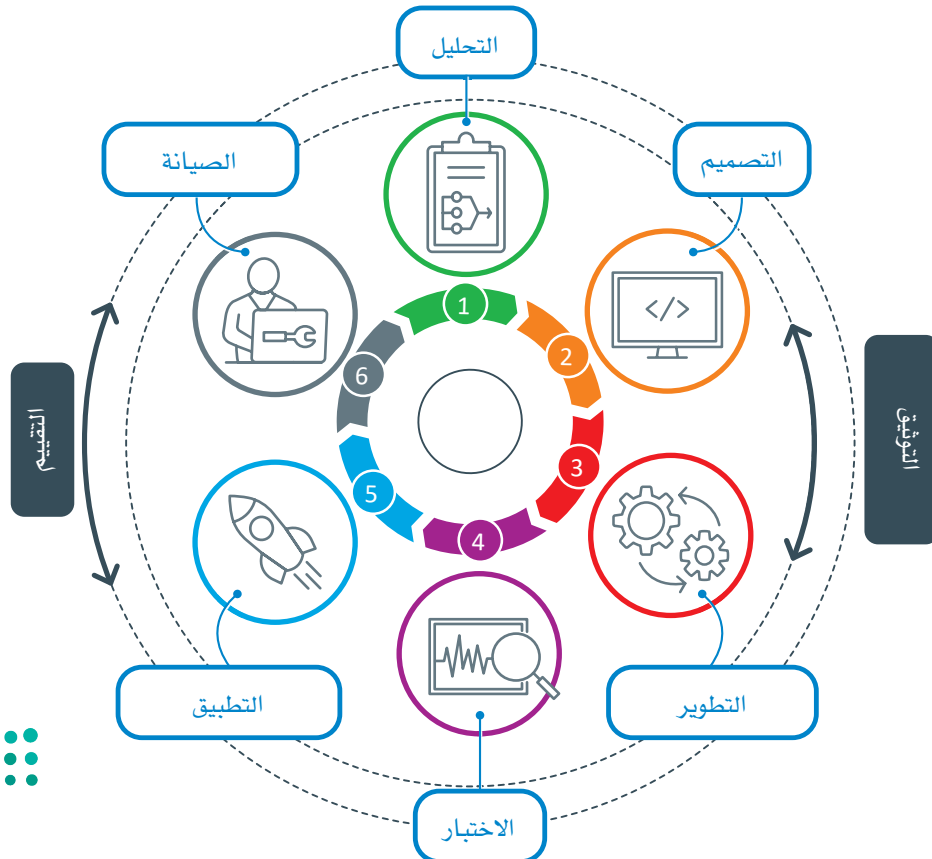 التحليل
التصميم
الصيانة
1
2
6
التوثيق
التقييم
3
5
4
</>
التطوير
التطبيق
الاختبار